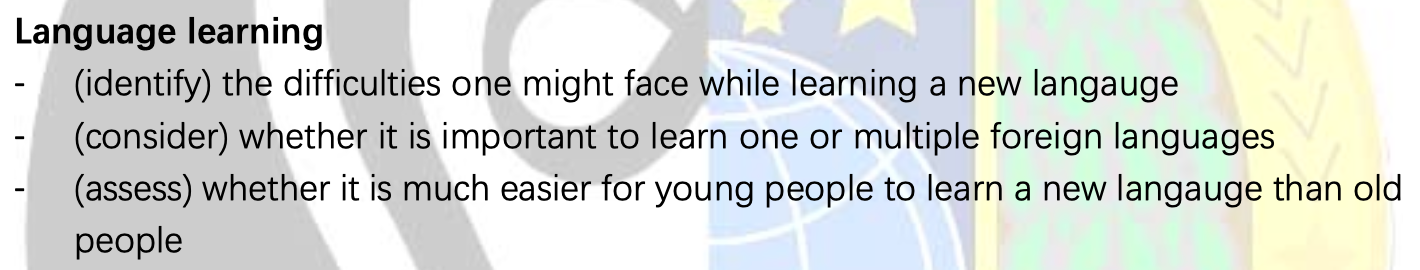 Language learning
- (identify) the difficulties one might face while learning a new langauge
- (consider) whether it is important to learn one or multiple foreign languages
- (assess) whether it is much easier for young people to learn a new langauge than old
people